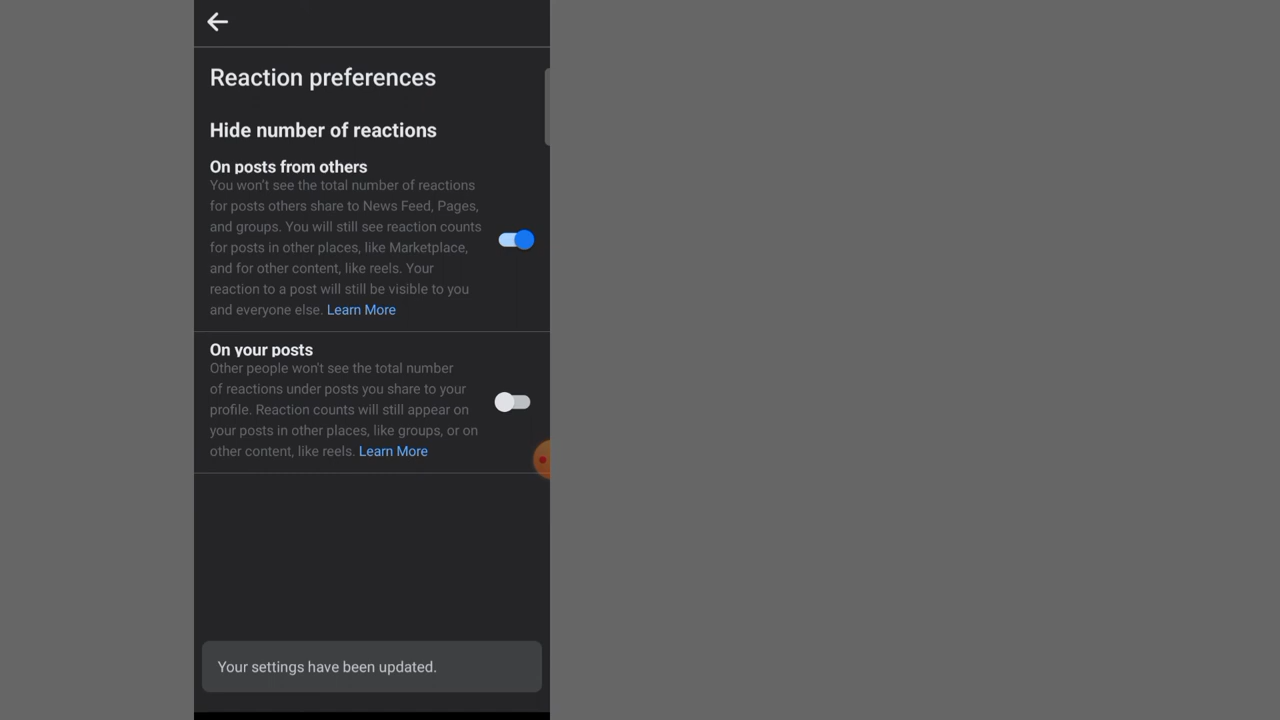 Reaction preferences
Hide number of reactions
On posts from others
You won't see the total number of reactions
for posts others share to News Feed, Pages,
and groups. You will still see reaction counts
for posts in other places, like Marketplace,
and for other content, like reels. Your
reaction to a post will still be visible to you
and everyone else. Learn More
On your posts
Other people won't see the total number
of reactions under posts you share to your
profile. Reaction counts will still appear on
your posts in other places, like groups, or on
other content, like reels. Learn More
Your settings have been updated.